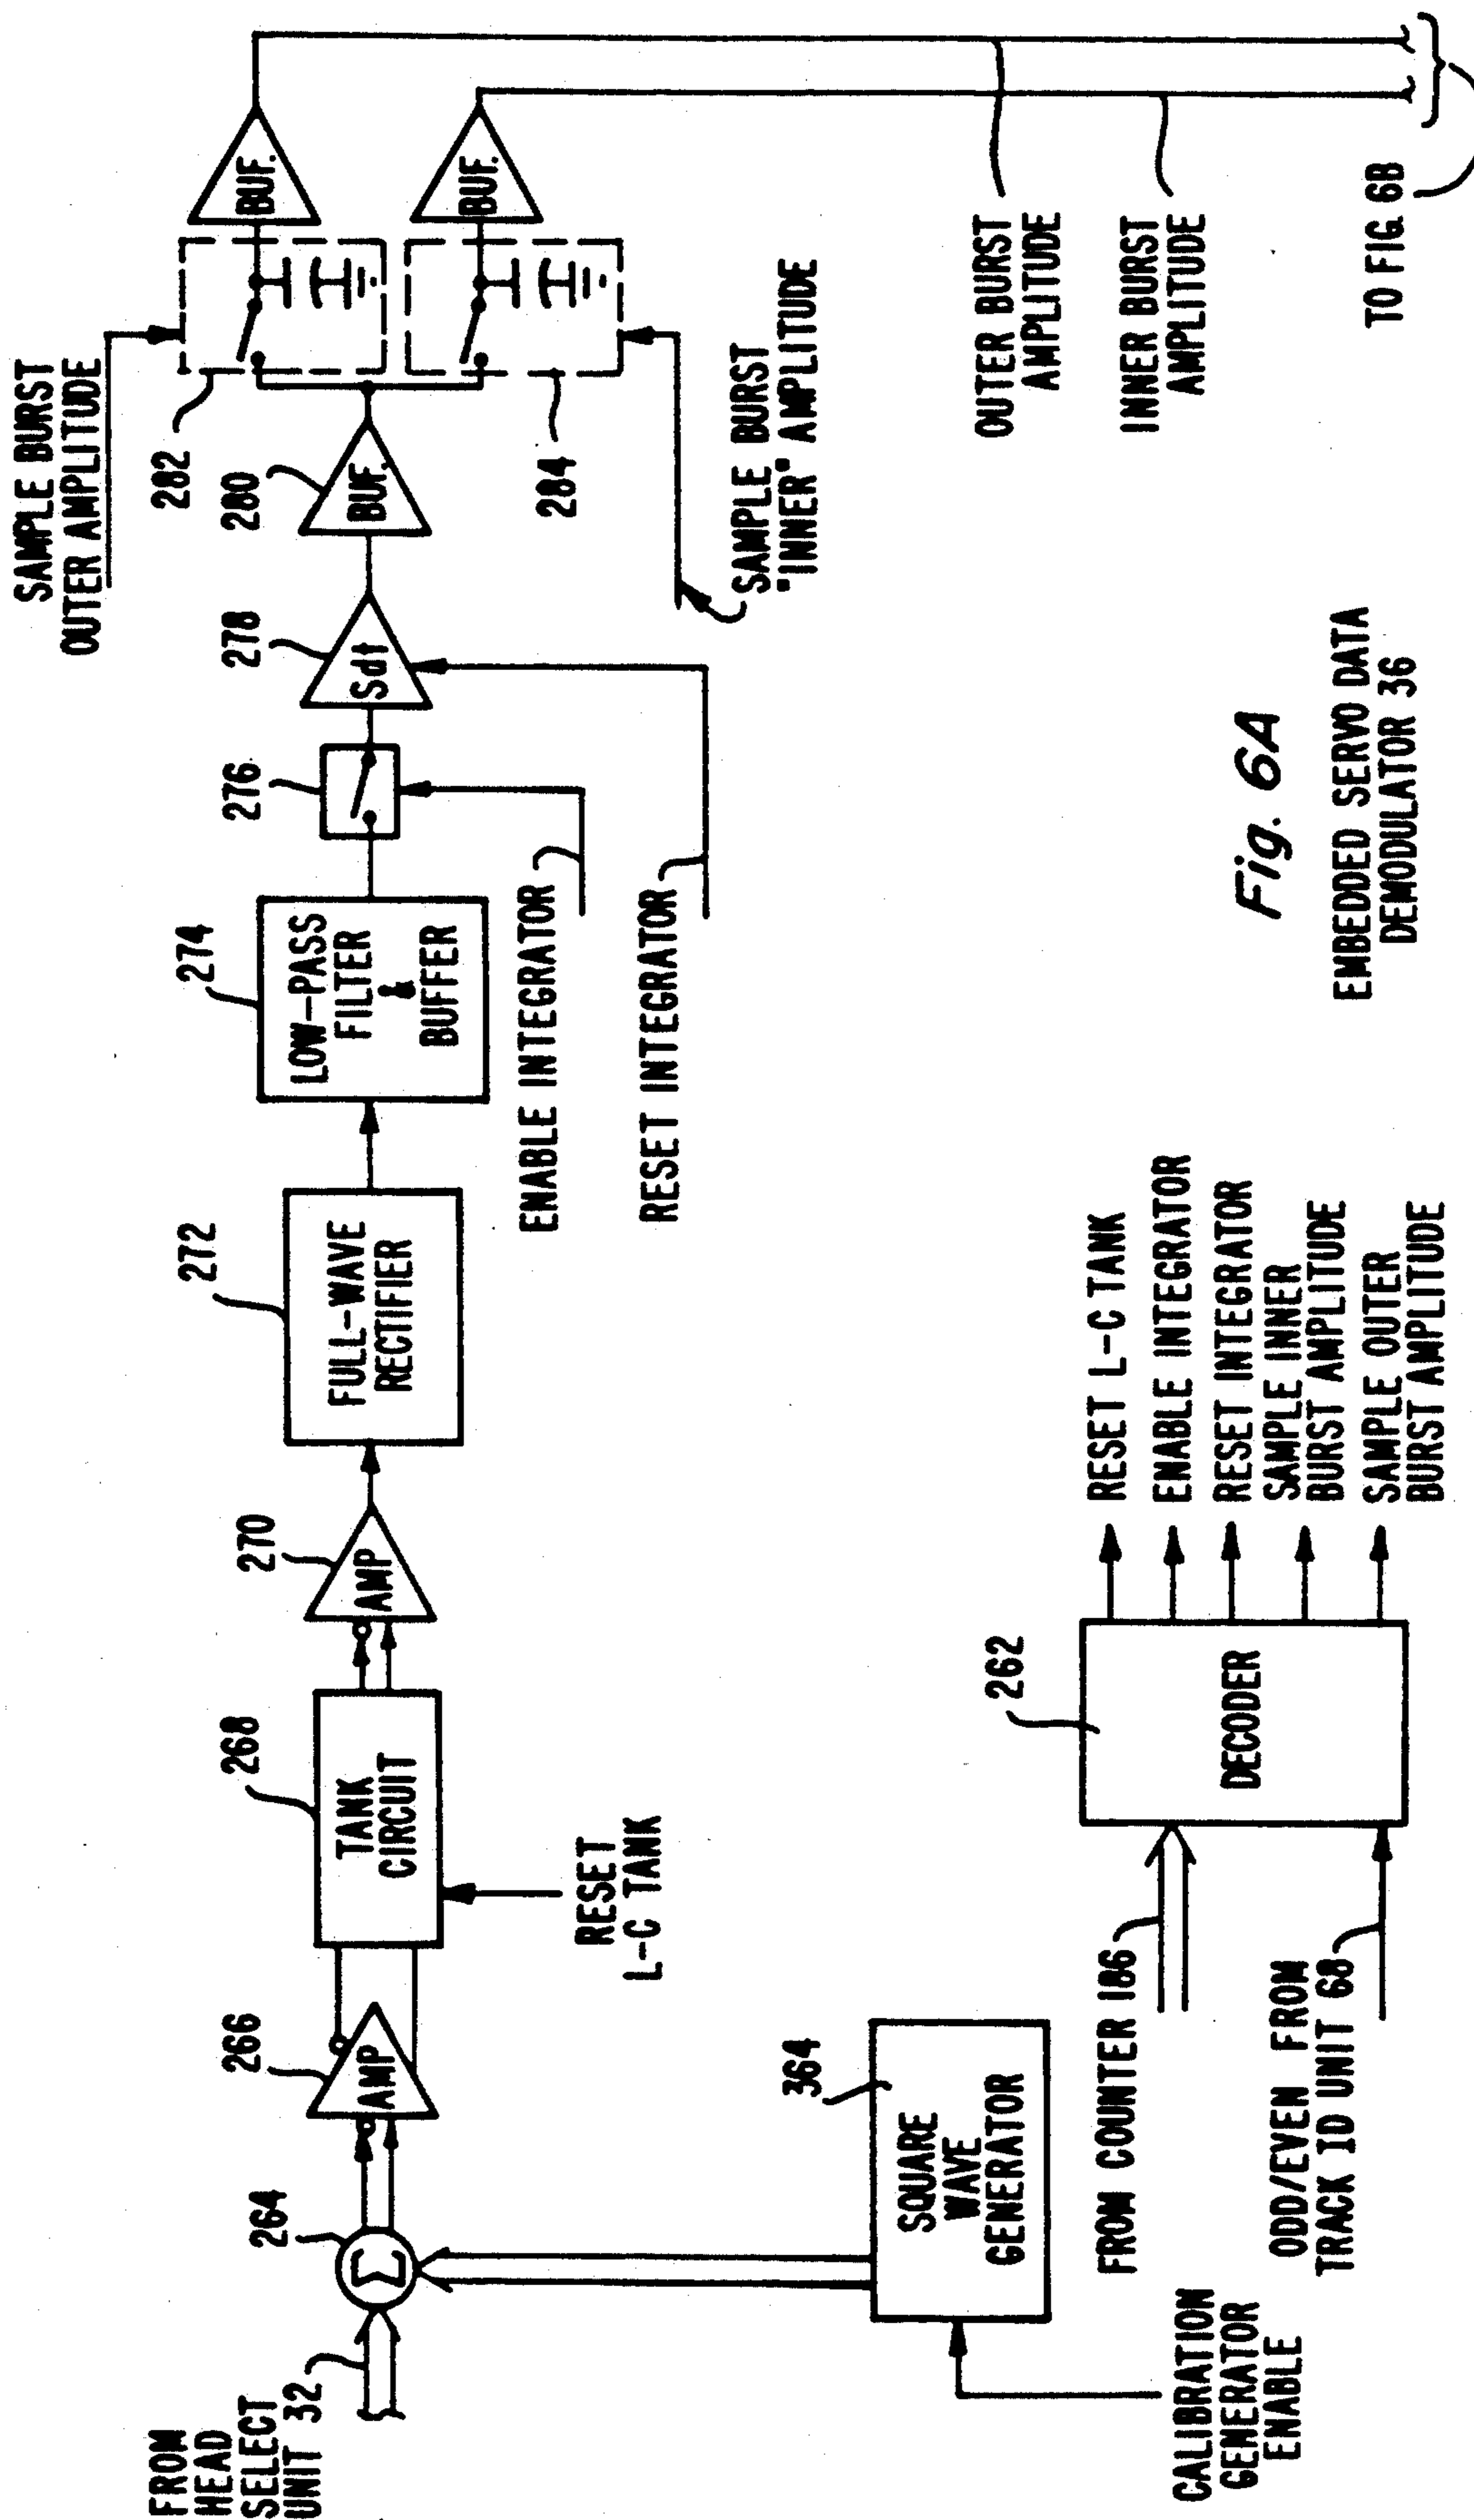 FROM
HEAD
SELECT
UNIT 32
264
Σ
266
AMP
268
TANK
CIRCUIT
RESET
L-C TANK
270
AMP
272
FULL-WAVE
RECTIFIER
274
LOW-PASS
FILTER
&
BUFFER
276
ENABLE INTEGRATOR
278
Sdt
RESET INTEGRATOR
280
BUF.
SAMPLE BURST
OUTER AMPLITUDE
282
284
SAMPLE BURST
"INNER" AMPLITUDE
BUF.
BUF.
OUTER BURST
AMPLITUDE
INNER BURST
AMPLITUDE
TO FIG. 6B
364
SQUARE
WAVE
GENERATOR
CALIBRATION
GEMERATOR
ENABLE
FROM COUNTER 186
ODD/EVEN FROM
TRACK ID UNIT 68
262
DECODER
RESET L-C TANK
ENABLE INTEGRATOR
RESET INTEGRATOR
SAMPLE INNER
BURST AMPLITUDE
SAMPLE OUTER
BURST AMPLITUDE
Fig. 6A
EMBEDDED SERVO DATA
DEMODULATOR 36